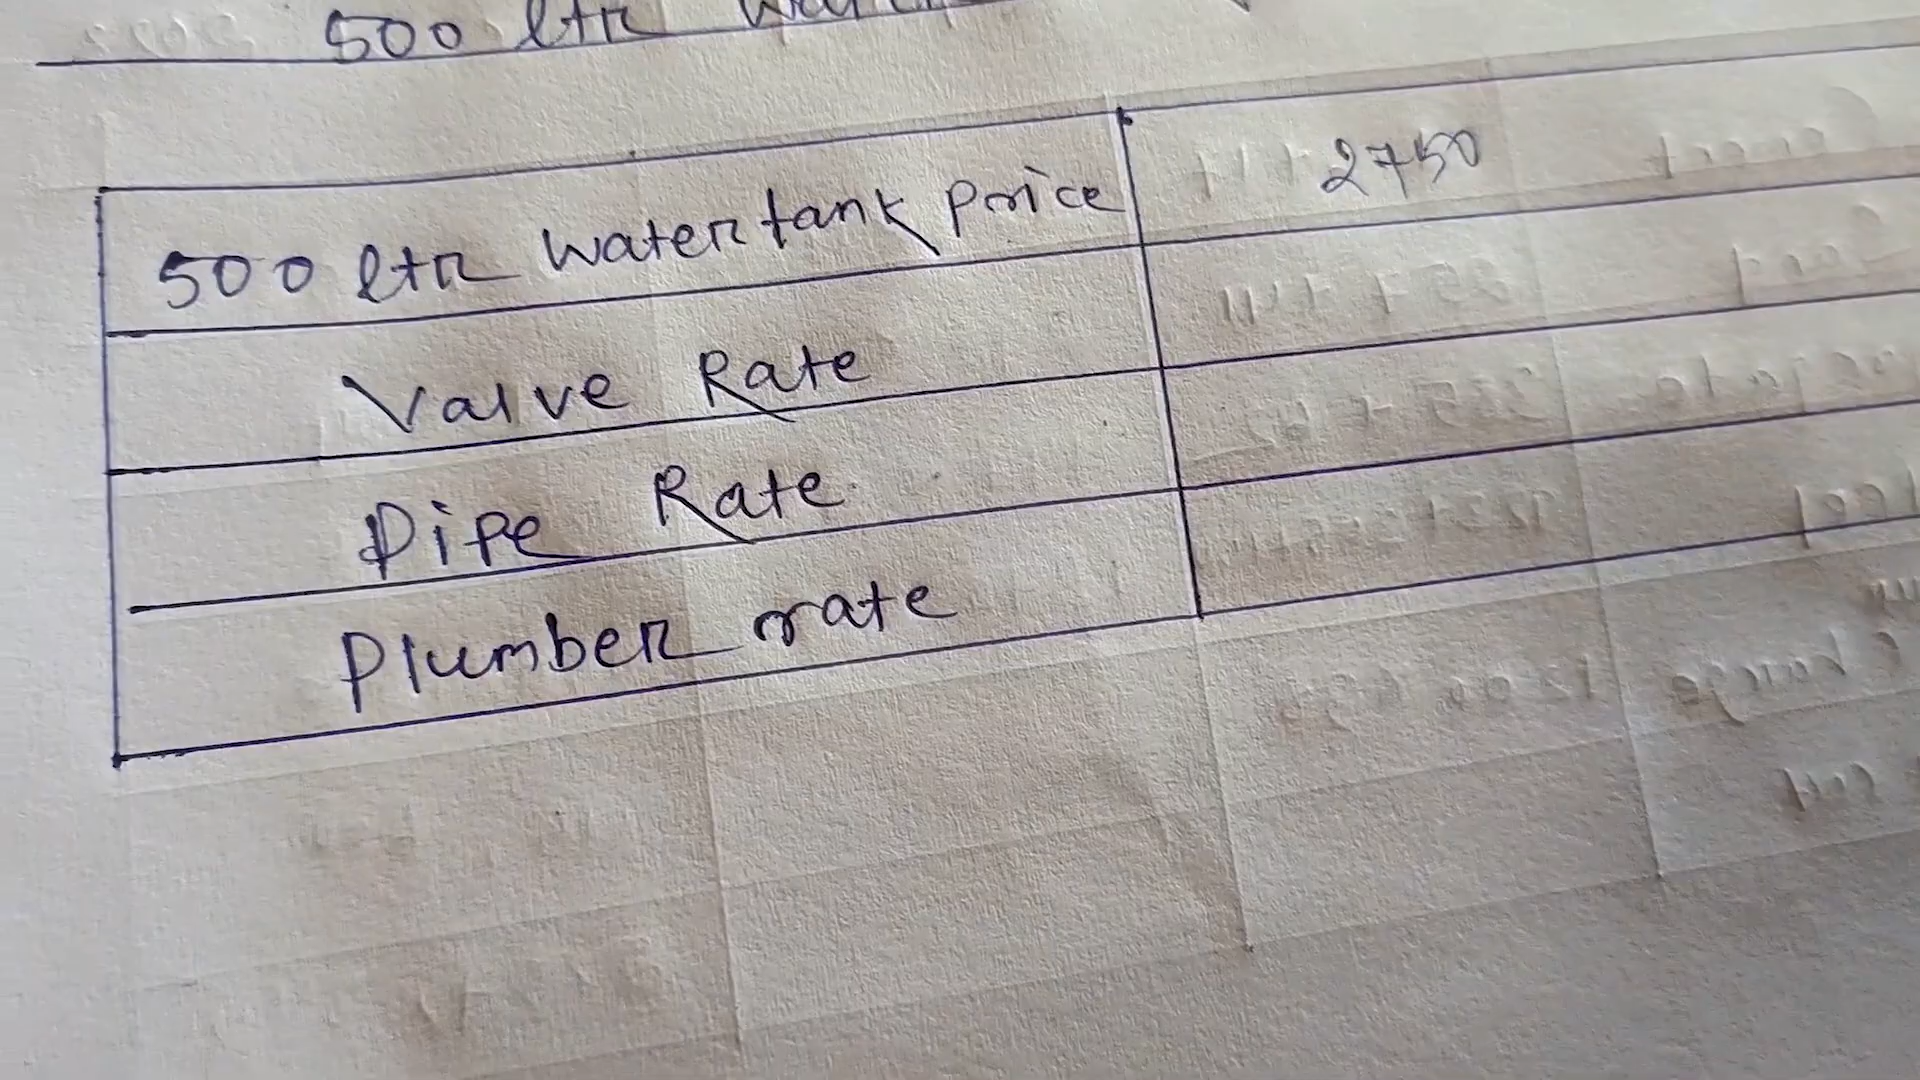 500 ltr
500 ltr water tank price 2750
Valve Rate
Pipe Rate
Plumber rate